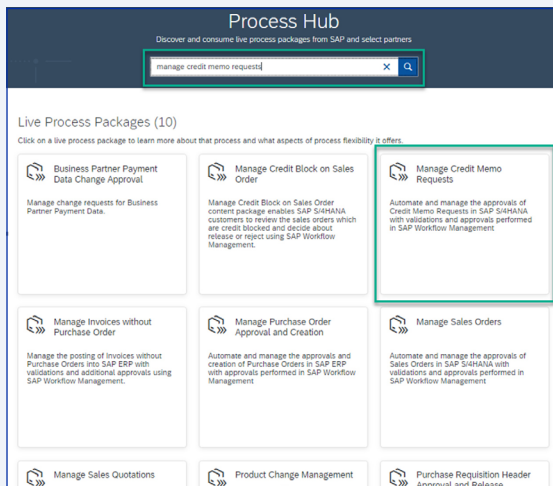 Process Hub
Discover and consume live process packages from SAP and select partners
manage credit memo requests
Live Process Packages (10)
Click on a live process package to learn more about that process and what aspects of process flexibility it offers.
Business Partner Payment
Data Change Approval
Manage change requests for Business
Partner Payment Data.
Manage Credit Block on Sales
Order
Manage Credit Block on Sales Order
content package enables SAP S/4HANA
customers to review the sales orders which
are credit blocked and decide about
release or reject using SAP Workflow
Management.
Manage Credit Memo
Requests
Automate and manage the approvals of
Credit Memo Requests in SAP S/4HANA
with validations and approvals performed
in SAP Workflow Management
Manage Invoices without
Purchase Order
Manage the posting of Invoices without
Purchase Orders into SAP ERP with
validations and additional approvals using
SAP Workflow Management.
Manage Purchase Order
Approval and Creation
Automate and manage the approvals and
creation of Purchase Orders in SAP ERP
with approvals performed in SAP Workflow
Management
Manage Sales Orders
Automate and manage the approvals of
Sales Orders in SAP S/4HANA with
validations and approvals performed in
SAP Workflow Management
Manage Sales Quotations
Product Change Management
Purchase Requisition Header
Approval and Release